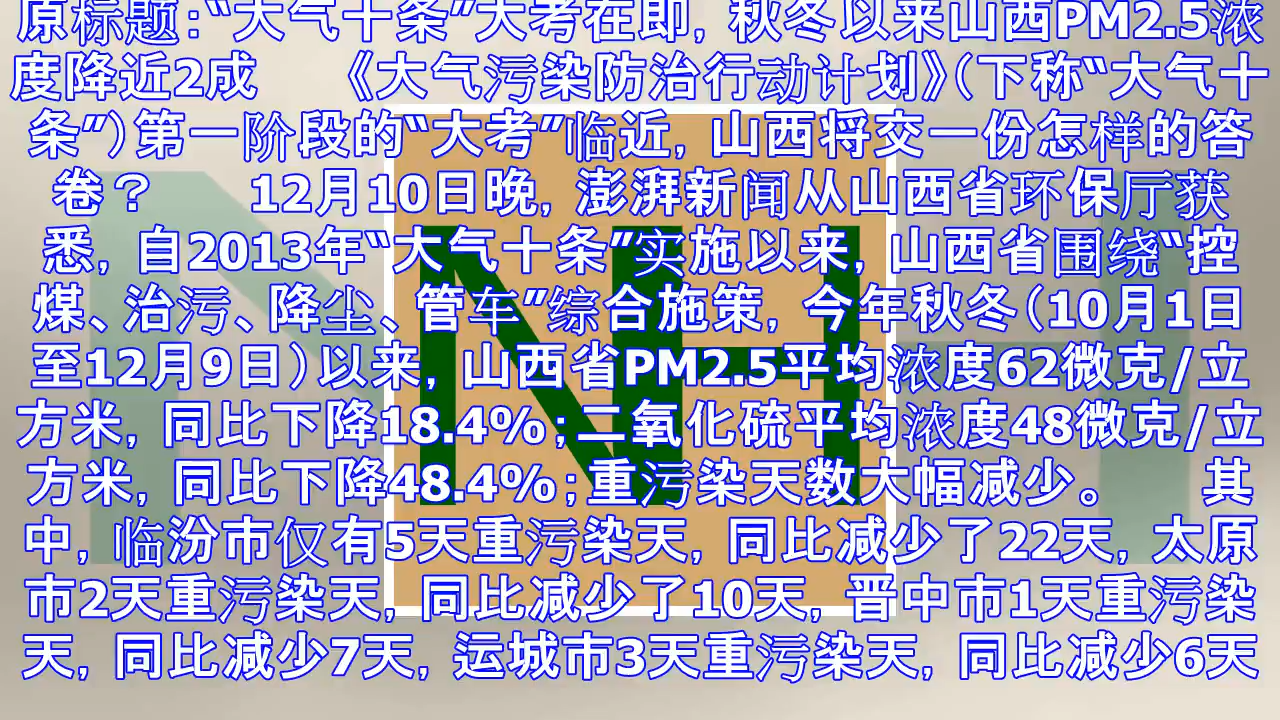 原标题：“大气十条”大考在即，秋冬以来山西PM2.5浓
度降近2成　　《大气污染防治行动计划》（下称“大气十
条”）第一阶段的“大考”临近，山西将交一份怎样的答
卷？　　12月10日晚，澎湃新闻从山西省环保厅获
悉，自2013年“大气十条”实施以来，山西省围绕“控
煤、治污、降尘、管车”综合施策，今年秋冬（10月1日
至12月9日）以来，山西省PM2.5平均浓度62微克/立
方米，同比下降18.4%；二氧化硫平均浓度48微克/立
方米，同比下降48.4%；重污染天数大幅减少。　　其
中，临汾市仅有5天重污染天，同比减少了22天，太原
市2天重污染天，同比减少了10天，晋中市1天重污染
天，同比减少7天，运城市3天重污染天，同比减少6天
NH